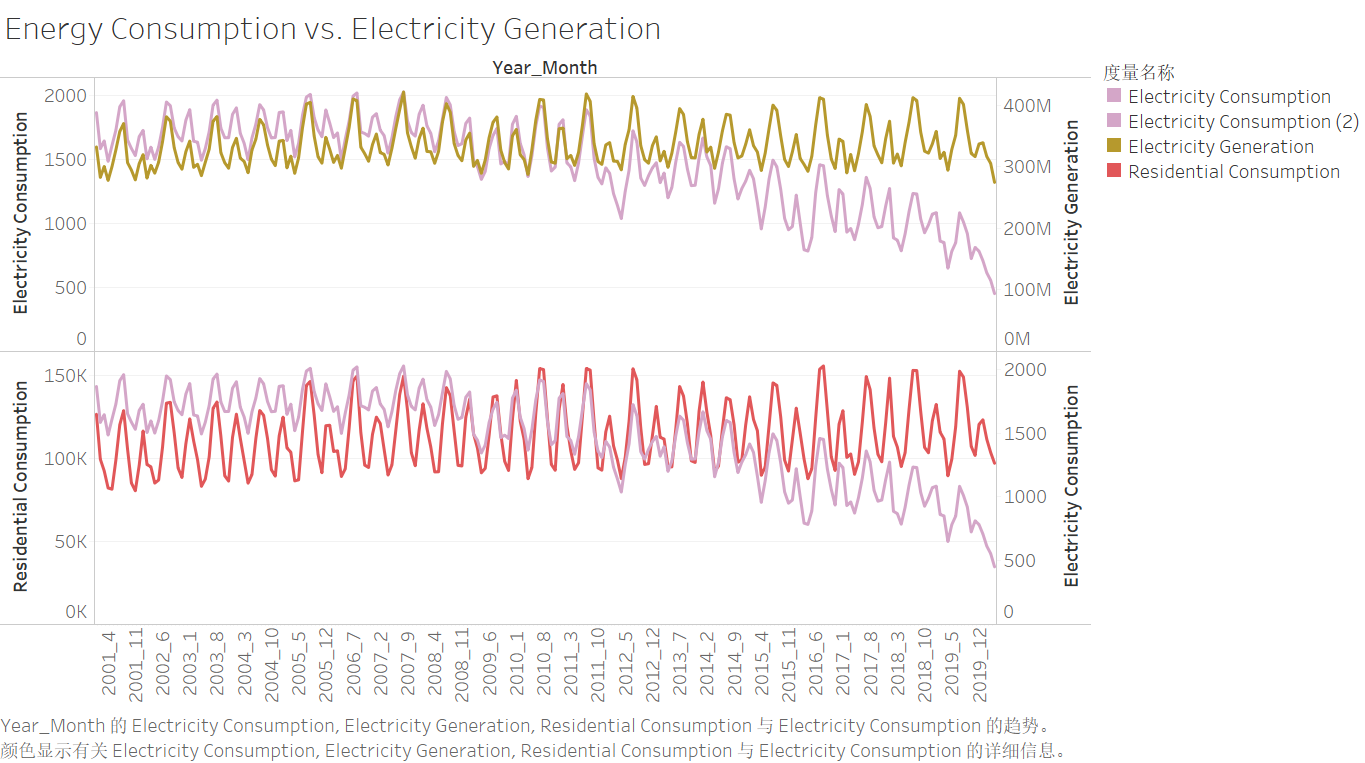 Energy Consumption vs. Electricity Generation
Year_Month
Electricity Consumption
2000
1500
1000
500
0
400M
300M
200M
100M
0M
Electricity Generation
Residential Consumption
150K
100K
50K
0K
2000
1500
1000
500
0
Electricity Consumption
2001_4
2001_11
2002_6
2003_1
2003_8
2004_3
2004_10
2005_5
2005_12
2006_7
2007_2
2007_9
2008_4
2008_11
2009_6
2010_1
2010_8
2011_3
2011_10
2012_5
2012_12
2013_7
2014_2
2014_9
2015_4
2015_11
2016_6
2017_1
2017_8
2018_3
2018_10
2019_5
2019_12
度量名称
Electricity Consumption
Electricity Consumption (2)
Electricity Generation
Residential Consumption
Year_Month 的 Electricity Consumption, Electricity Generation, Residential Consumption 与 Electricity Consumption 的趋势。
颜色显示有关 Electricity Consumption, Electricity Generation, Residential Consumption 与 Electricity Consumption 的详细信息。